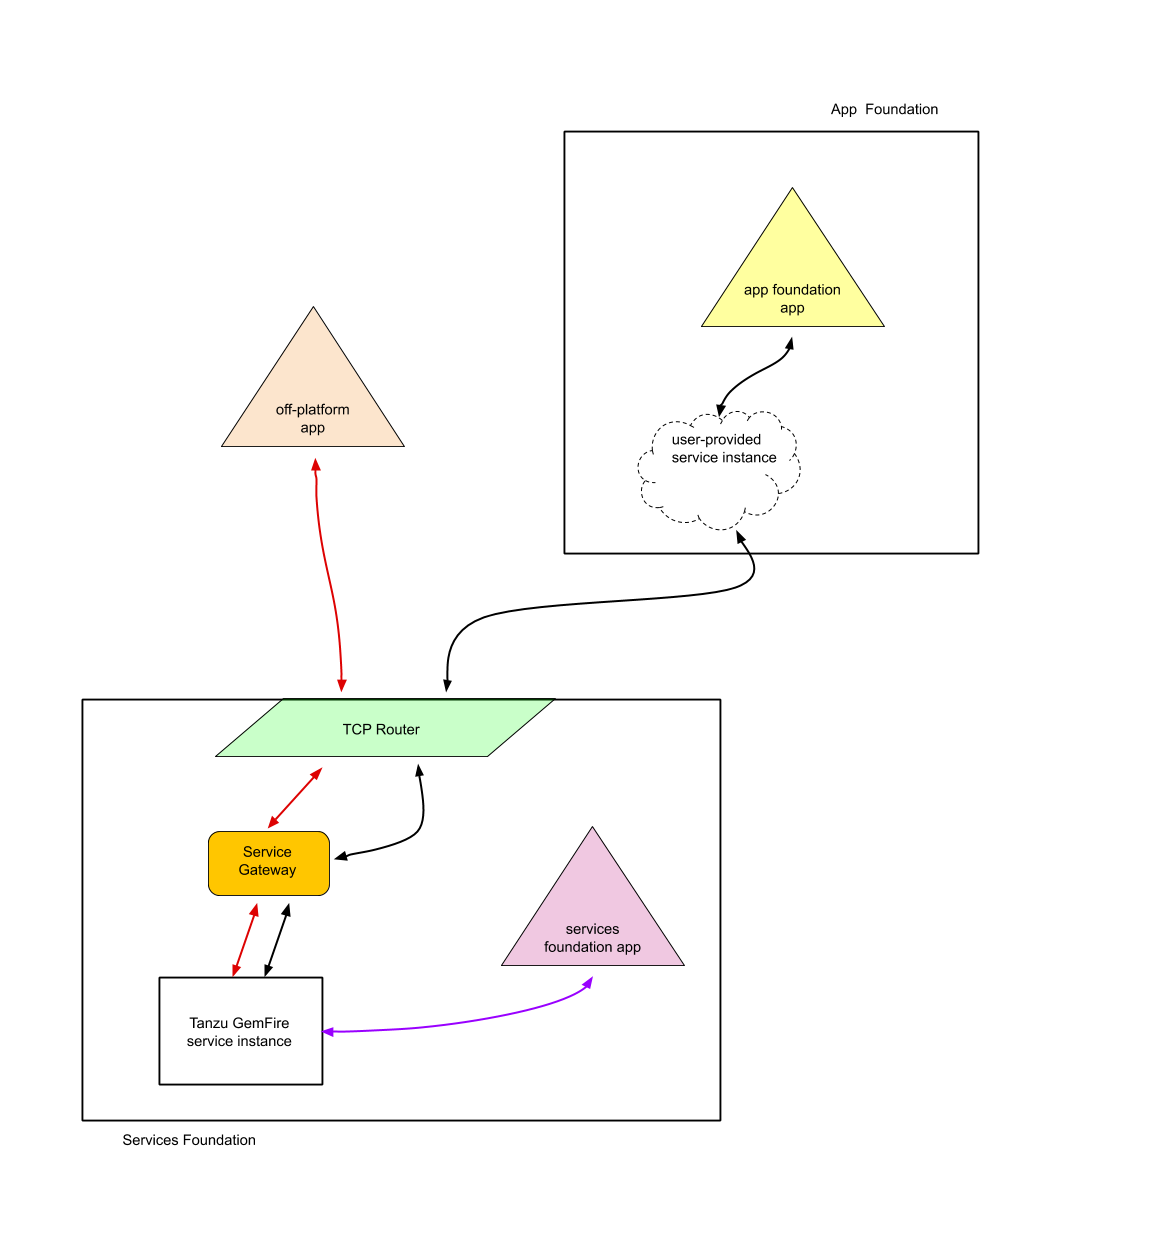 App  Foundation
app foundation
app
off-platform
app
user-provided
service instance
TCP Router
Service
Gateway
services
foundation app
Tanzu GemFire
service instance
Services Foundation